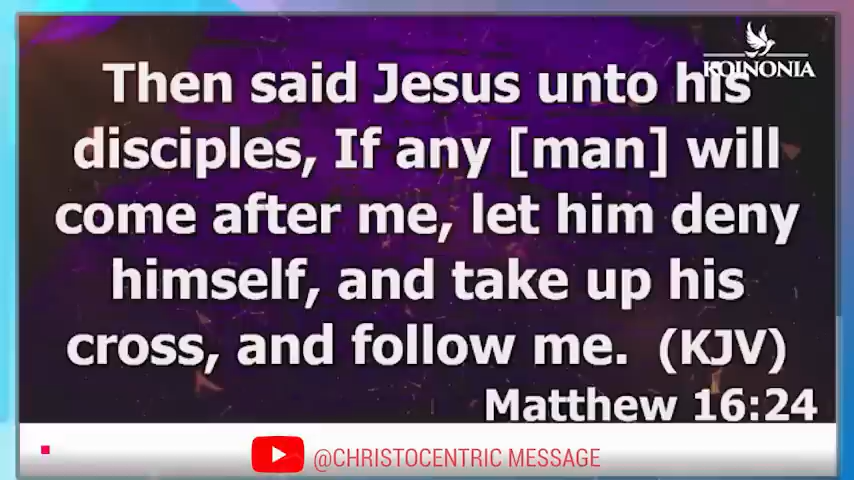 KOINONIA
Then said Jesus unto his
disciples, If any [man] will
come after me, let him deny
himself, and take up his
cross, and follow me. (KJV)
Matthew 16:24
@CHRISTOCENTRIC MESSAGE